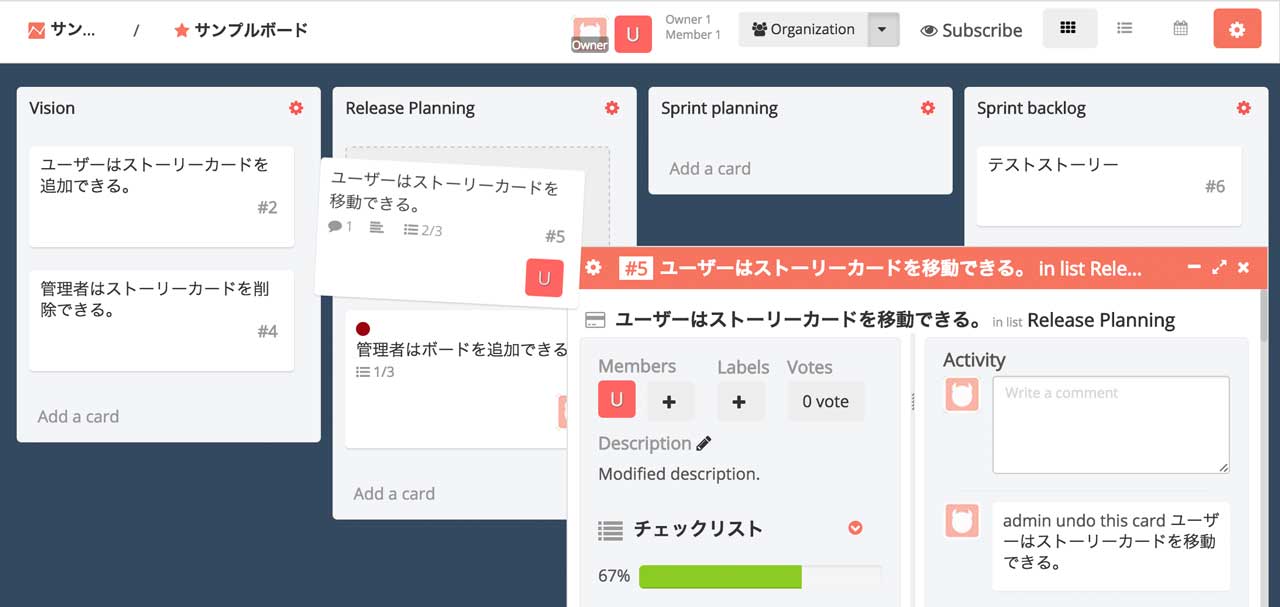 サン...
/
サンプルボード
Owner
U
Owner 1
Member 1
Organization
Subscribe
Vision
ユーザーはストーリーカードを
追加できる。
#2
管理者はストーリーカードを削
除できる。
#4
Add a card
Release Planning
ユーザーはストーリーカードを
移動できる。
1
2/3
#5
U
管理者はボードを追加できる
1/3
Add a card
Sprint planning
Add a card
Sprint backlog
テストストーリー
#6
#5 ユーザーはストーリーカードを移動できる。 in list Rele...
ユーザーはストーリーカードを移動できる。 in list Release Planning
Members
Labels
Votes
U
+
+
0 vote
Description
Modified description.
チェックリスト
67%
Activity
Write a comment
admin undo this card ユーザ
ーはストーリーカードを移動
できる。